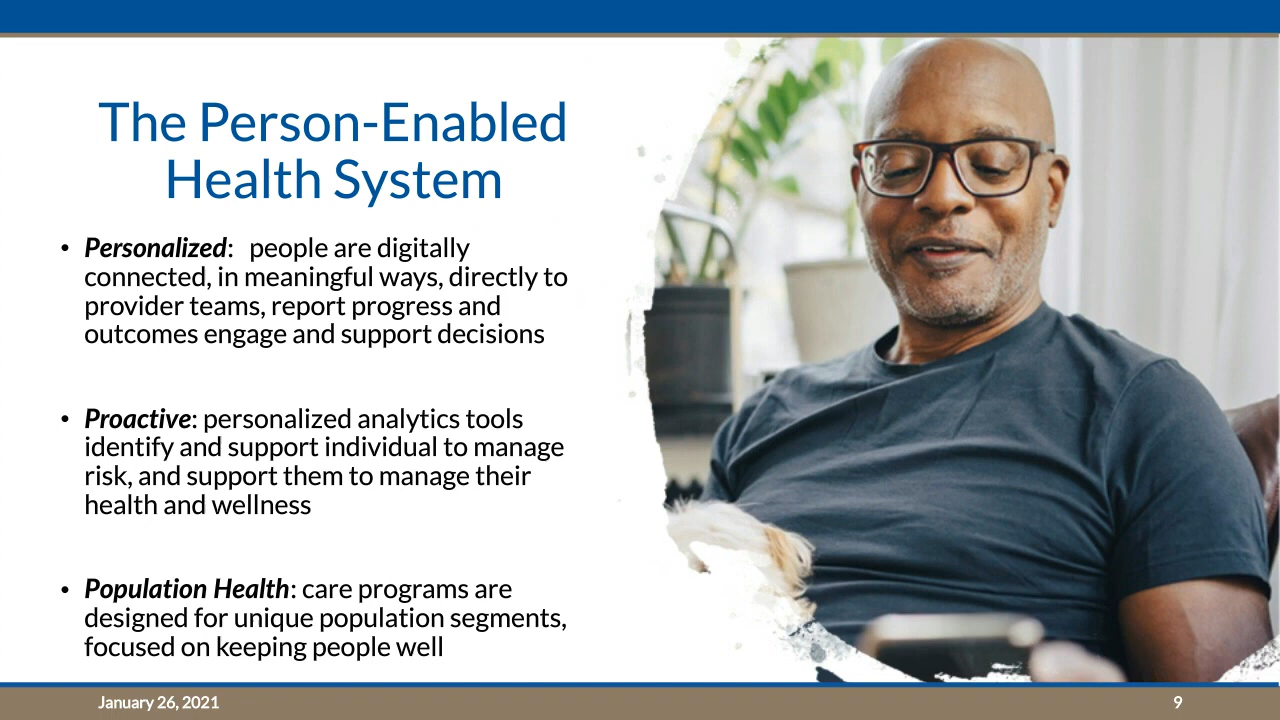 The Person-Enabled
Health System
• Personalized:   people are digitally
connected, in meaningful ways, directly to
provider teams, report progress and
outcomes engage and support decisions
• Proactive: personalized analytics tools
identify and support individual to manage
risk, and support them to manage their
health and wellness
• Population Health: care programs are
designed for unique population segments,
focused on keeping people well
January 26, 2021
9